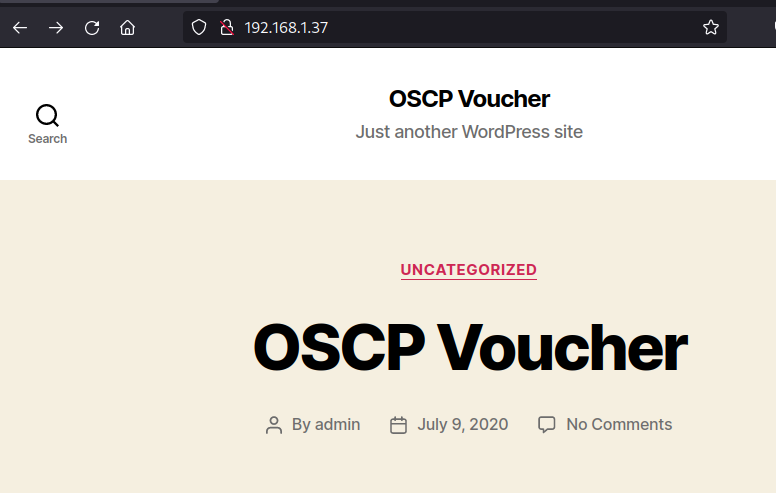 192.168.1.37
OSCP Voucher
Just another WordPress site
Search
UNCATEGORIZED
OSCP Voucher
By admin July 9, 2020 No Comments